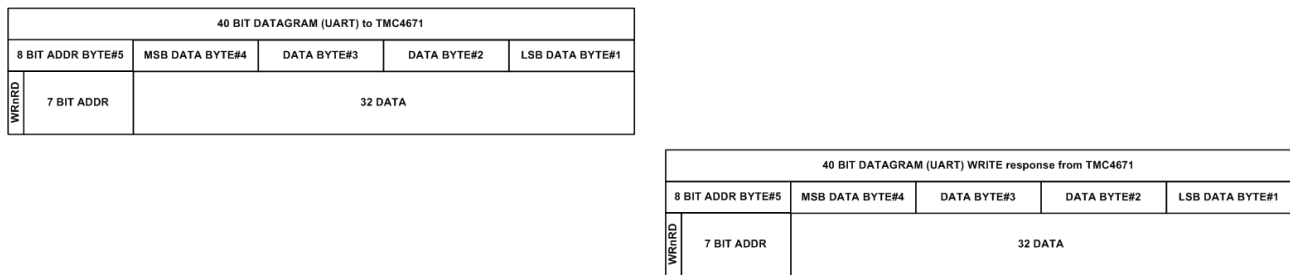 40 BIT DATAGRAM (UART) to TMC4671
8 BIT ADDR BYTE#5 MSB DATA BYTE#4 DATA BYTE#3 DATA BYTE#2 LSB DATA BYTE#1
WRnRD 7 BIT ADDR 32 DATA
40 BIT DATAGRAM (UART) WRITE response from TMC4671
8 BIT ADDR BYTE#5 MSB DATA BYTE#4 DATA BYTE#3 DATA BYTE#2 LSB DATA BYTE#1
WRnRD 7 BIT ADDR 32 DATA